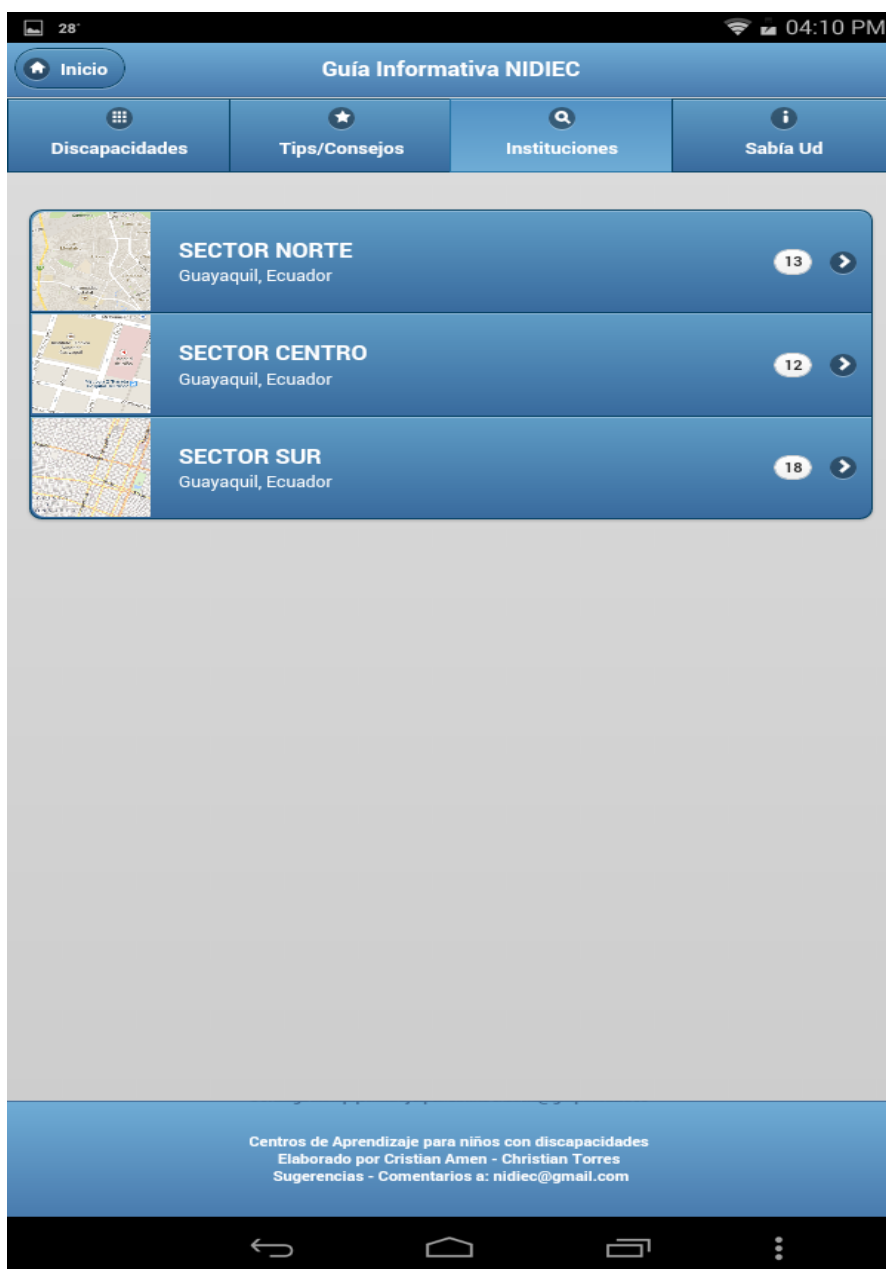 28°
04:10 PM
Inicio
Guía Informativa NIDIEC
Discapacidades
Tips/Consejos
Instituciones
Sabía Ud
SECTOR NORTE
Guayaquil, Ecuador
13
SECTOR CENTRO
Guayaquil, Ecuador
12
SECTOR SUR
Guayaquil, Ecuador
18
Centros de Aprendizaje para niños con discapacidades
Elaborado por Cristian Amen - Christian Torres
Sugerencias - Comentarios a: nidiec@gmail.com